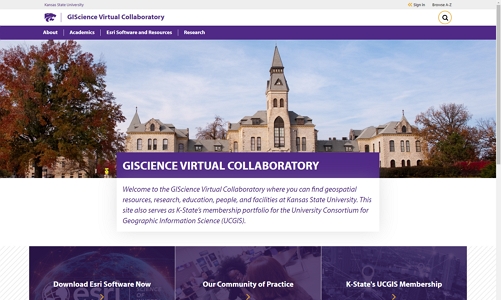 Kansas State University
Sign in
Browse A-Z
GIScience Virtual Collaboratory
About
Academics
Esri Software and Resources
Research
GISCIENCE VIRTUAL COLLABORATORY
Welcome to the GIScience Virtual Collaboratory where you can find geospatial
resources, research, education, people, and facilities at Kansas State University. This
site also serves as K-State's membership portfolio for the University Consortium for
Geographic Information Science (UCGIS).
Download Esri Software Now
Our Community of Practice
K-State's UCGIS Membership
esri